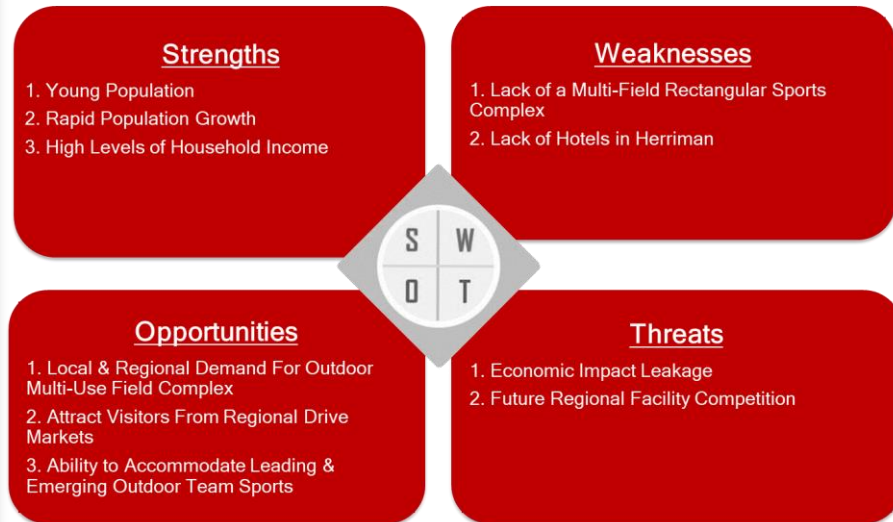 Strengths
1. Young Population
2. Rapid Population Growth
3. High Levels of Household Income
Weaknesses
1. Lack of a Multi-Field Rectangular Sports
Complex
2. Lack of Hotels in Herriman
S W
O T
Opportunities
1. Local & Regional Demand For Outdoor
Multi-Use Field Complex
2. Attract Visitors From Regional Drive
Markets
3. Ability to Accommodate Leading &
Emerging Outdoor Team Sports
Threats
1. Economic Impact Leakage
2. Future Regional Facility Competition